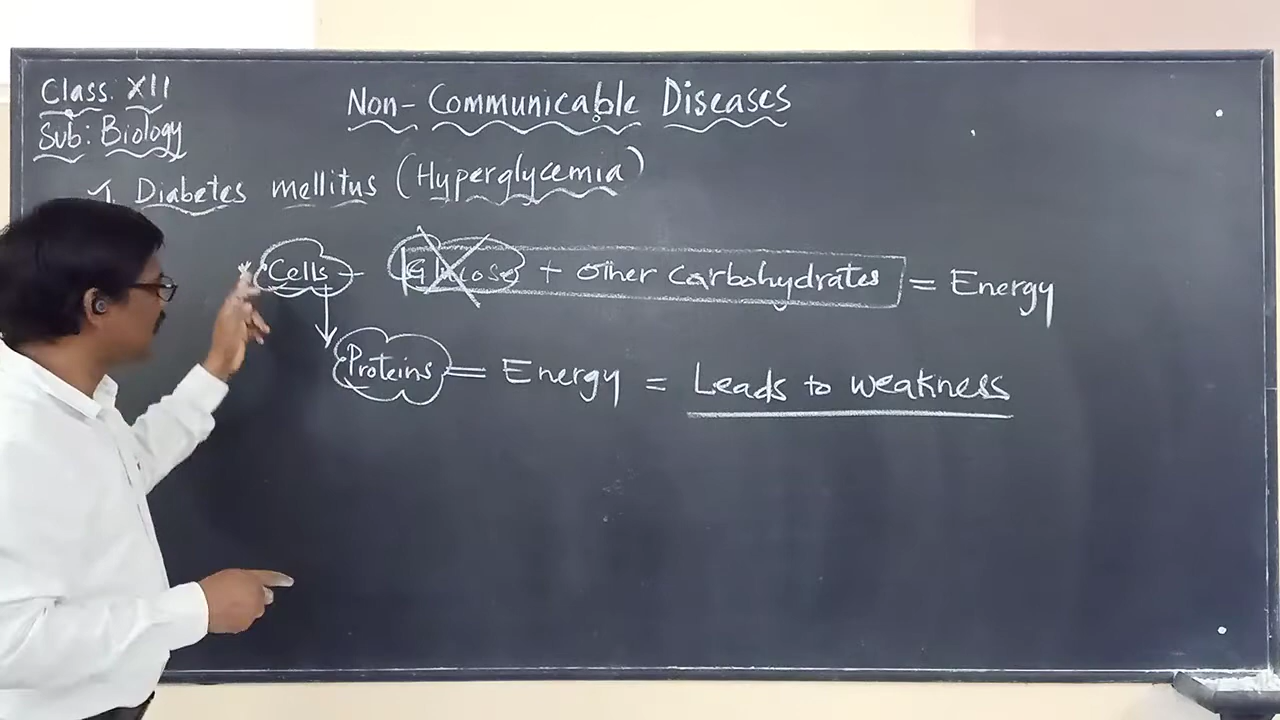 Class: XII
Sub: Biology
Non-Communicable Diseases
1. Diabetes mellitus (Hyperglycemia)
Cells - Glucose + other carbohydrates = Energy
Proteins = Energy = Leads to weakness